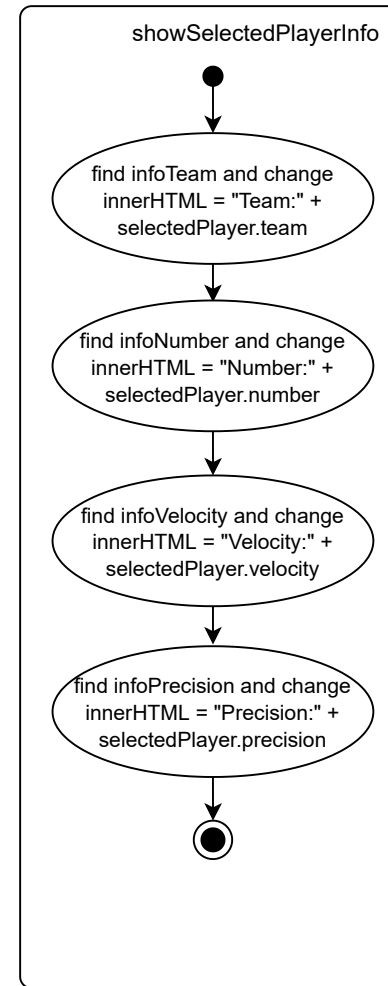 showSelectedPlayerInfo
find infoTeam and change
innerHTML = "Team:" +
selectedPlayer.team
find infoNumber and change
innerHTML = "Number:" +
selectedPlayer.number
find infoVelocity and change
innerHTML = "Velocity:" +
selectedPlayer.velocity
find infoPrecision and change
innerHTML = "Precision:" +
selectedPlayer.precision